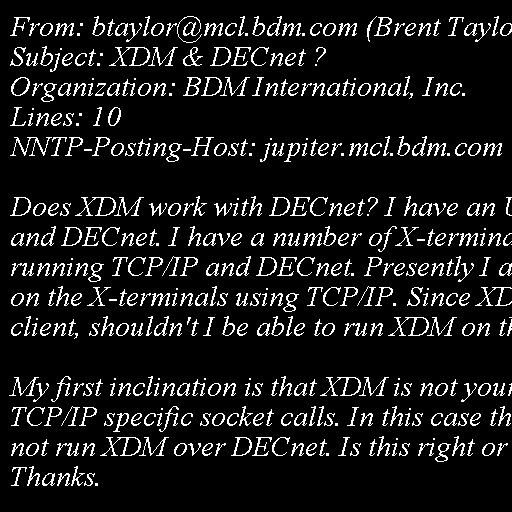 From: btaylor@mcl.bdm.com (Brent Taylo
Subject: XDM & DECnet ?
Organization: BDM International, Inc.
Lines: 10
NNTP-Posting-Host: jupiter.mcl.bdm.com
Does XDM work with DECnet? I have an U
and DECnet. I have a number of X-termina
running TCP/IP and DECnet. Presently I a
on the X-terminals using TCP/IP. Since XD
client, shouldn't I be able to run XDM on th
My first inclination is that XDM is not your
TCP/IP specific socket calls. In this case th
not run XDM over DECnet. Is this right or
Thanks.